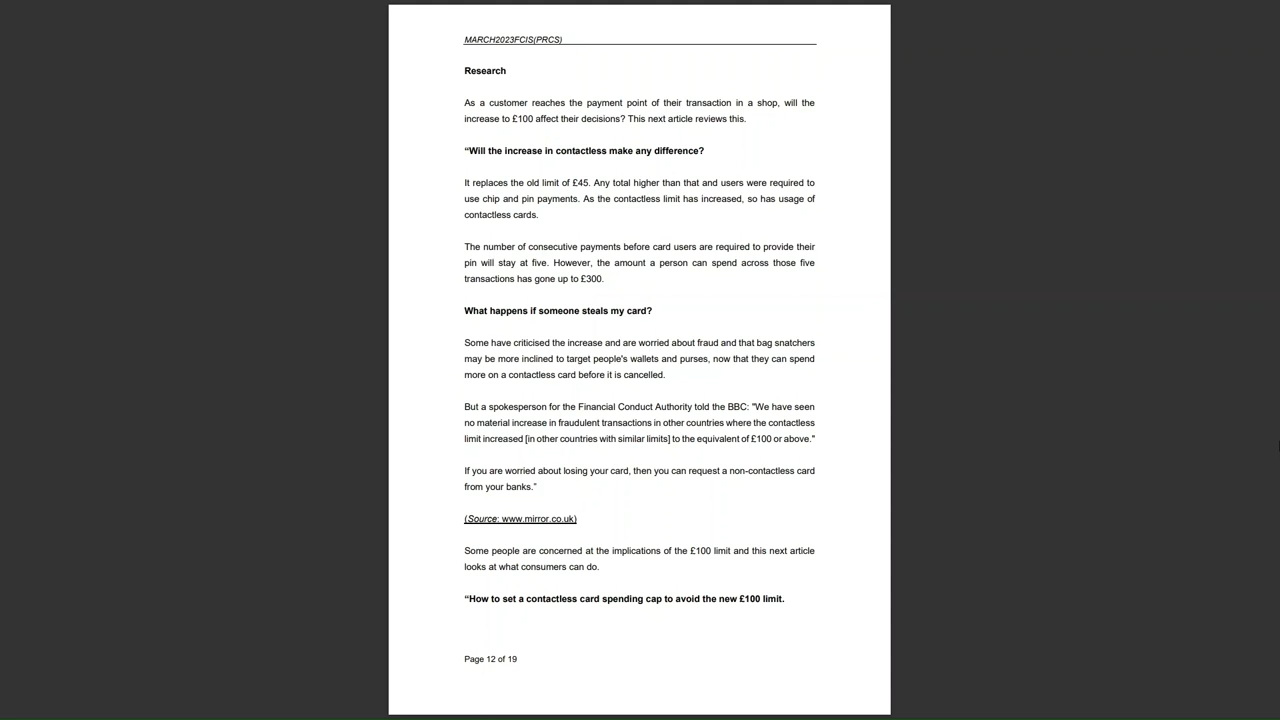 MARCH2023FCIS(PRCS)
Research
As a customer reaches the payment point of their transaction in a shop, will the
increase to £100 affect their decisions? This next article reviews this.
“Will the increase in contactless make any difference?
It replaces the old limit of £45. Any total higher than that and users were required to
use chip and pin payments. As the contactless limit has increased, so has usage of
contactless cards.
The number of consecutive payments before card users are required to provide their
pin will stay at five. However, the amount a person can spend across those five
transactions has gone up to £300.
What happens if someone steals my card?
Some have criticised the increase and are worried about fraud and that bag snatchers
may be more inclined to target people's wallets and purses, now that they can spend
more on a contactless card before it is cancelled.
But a spokesperson for the Financial Conduct Authority told the BBC: "We have seen
no material increase in fraudulent transactions in other countries where the contactless
limit increased [in other countries with similar limits] to the equivalent of £100 or above."
If you are worried about losing your card, then you can request a non-contactless card
from your banks.”
(Source: www.mirror.co.uk)
Some people are concerned at the implications of the £100 limit and this next article
looks at what consumers can do.
“How to set a contactless card spending cap to avoid the new £100 limit.
Page 12 of 19